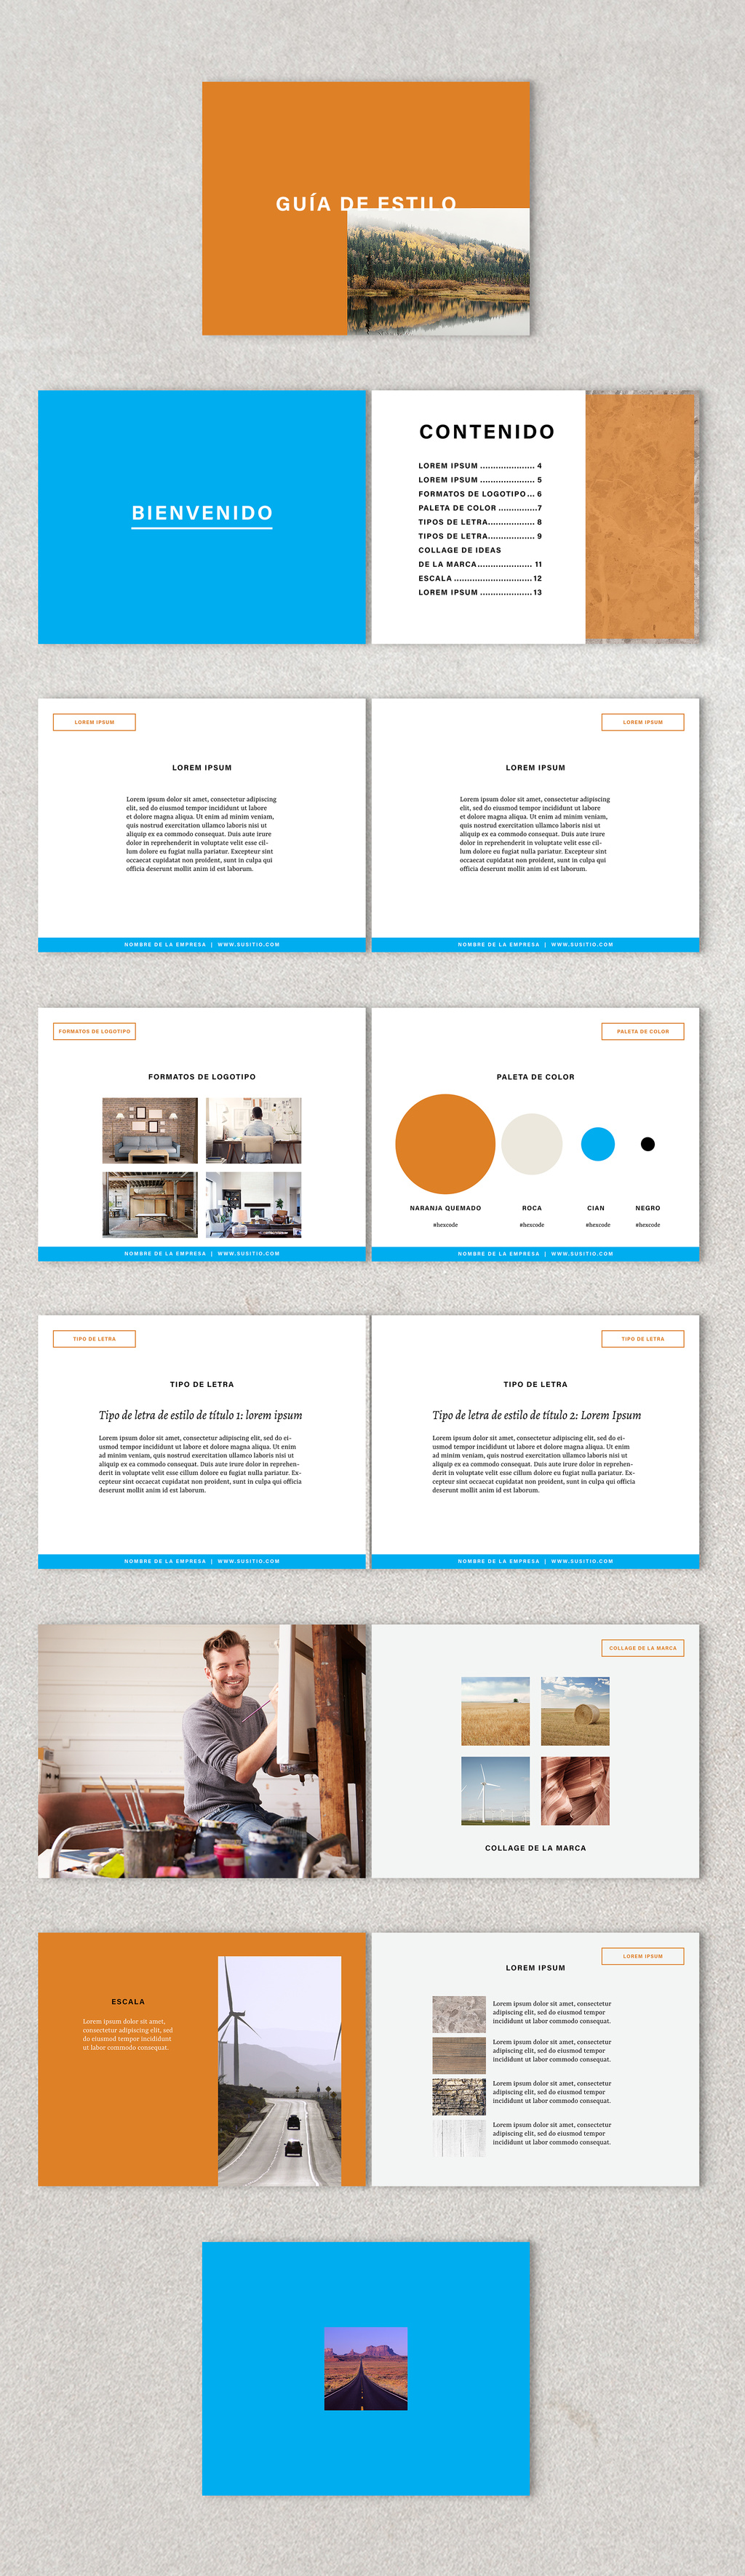 GUÍA DE ESTILO
BIENVENIDO
CONTENIDO
LOREM IPSUM .................... 4
LOREM IPSUM .................... 5
FORMATOS DE LOGOTIPO... 6
PALETA DE COLOR ..............7
TIPOS DE LETRA................. 8
TIPOS DE LETRA................. 9
COLLAGE DE IDEAS
DE LA MARCA.................... 11
ESCALA ............................ 12
LOREM IPSUM ................... 13
LOREM IPSUM
LOREM IPSUM
Lorem ipsum dolor sit amet, consectetur adipiscing
elit, sed do eiusmod tempor incididunt ut labore
et dolore magna aliqua. Ut enim ad minim veniam,
quis nostrud exercitation ullamco laboris nisi ut
aliquip ex ea commodo consequat. Duis aute irure
dolor in reprehenderit in voluptate velit esse cil-
lum dolore eu fugiat nulla pariatur. Excepteur sint
occaecat cupidatat non proident, sunt in culpa qui
officia deserunt mollit anim id est laborum.
NOMBRE DE LA EMPRESA | WWW.SUSITIO.COM
LOREM IPSUM
LOREM IPSUM
Lorem ipsum dolor sit amet, consectetur adipiscing
elit, sed do eiusmod tempor incididunt ut labore
et dolore magna aliqua. Ut enim ad minim veniam,
quis nostrud exercitation ullamco laboris nisi ut
aliquip ex ea commodo consequat. Duis aute irure
dolor in reprehenderit in voluptate velit esse cil-
lum dolore eu fugiat nulla pariatur. Excepteur sint
occaecat cupidatat non proident, sunt in culpa qui
officia deserunt mollit anim id est laborum.
NOMBRE DE LA EMPRESA | WWW.SUSITIO.COM
FORMATOS DE LOGOTIPO
FORMATOS DE LOGOTIPO
NOMBRE DE LA EMPRESA | WWW.SUSITIO.COM
PALETA DE COLOR
PALETA DE COLOR
NARANJA QUEMADO ROCA CIAN NEGRO
#hexcode #hexcode #hexcode #hexcode
NOMBRE DE LA EMPRESA | WWW.SUSITIO.COM
TIPO DE LETRA
TIPO DE LETRA
Tipo de letra de estilo de título 1: lorem ipsum
Lorem ipsum dolor sit amet, consectetur adipiscing elit, sed do ei-
usmod tempor incididunt ut labore et dolore magna aliqua. Ut enim
ad minim veniam, quis nostrud exercitation ullamco laboris nisi ut
aliquip ex ea commodo consequat. Duis aute irure dolor in reprehen-
derit in voluptate velit esse cillum dolore eu fugiat nulla pariatur. Ex-
cepteur sint occaecat cupidatat non proident, sunt in culpa qui officia
deserunt mollit anim id est laborum.
NOMBRE DE LA EMPRESA | WWW.SUSITIO.COM
TIPO DE LETRA
TIPO DE LETRA
Tipo de letra de estilo de título 2: Lorem Ipsum
Lorem ipsum dolor sit amet, consectetur adipiscing elit, sed do ei-
usmod tempor incididunt ut labore et dolore magna aliqua. Ut enim
ad minim veniam, quis nostrud exercitation ullamco laboris nisi ut
aliquip ex ea commodo consequat. Duis aute irure dolor in reprehen-
derit in voluptate velit esse cillum dolore eu fugiat nulla pariatur. Ex-
cepteur sint occaecat cupidatat non proident, sunt in culpa qui officia
deserunt mollit anim id est laborum.
NOMBRE DE LA EMPRESA | WWW.SUSITIO.COM
COLLAGE DE LA MARCA
COLLAGE DE LA MARCA
ESCALA
Lorem ipsum dolor sit amet,
consectetur adipiscing elit, sed
do eiusmod tempor incididunt
ut labor commodo consequat.
LOREM IPSUM
LOREM IPSUM
Lorem ipsum dolor sit amet, consectetur
adipiscing elit, sed do eiusmod tempor
incididunt ut labor commodo consequat.
Lorem ipsum dolor sit amet, consectetur
adipiscing elit, sed do eiusmod tempor
incididunt ut labor commodo consequat.
Lorem ipsum dolor sit amet, consectetur
adipiscing elit, sed do eiusmod tempor
incididunt ut labor commodo consequat.
Lorem ipsum dolor sit amet, consectetur
adipiscing elit, sed do eiusmod tempor
incididunt ut labor commodo consequat.